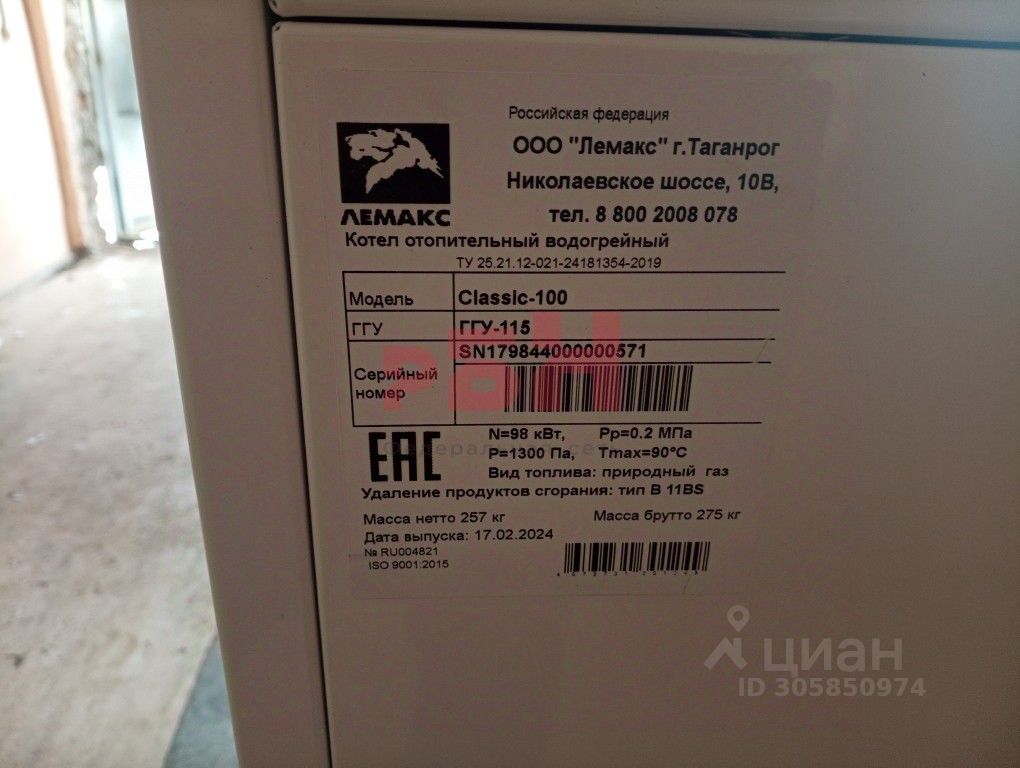 Российская федерация
ООО "Лемакс" г.Таганрог
Николаевское шоссе, 10В,
тел. 8 800 2008 078
ЛЕМАКС
Котел отопительный водогрейный
ТУ 25.21.12-021-24181354-2019
Модель Classic-100
ГГУ ГГУ-115
Серийный номер SN179844000000571
EAC
N=98 кВт, Pp=0.2 МПа
P=1300 Па, Tmax=90°C
Вид топлива: природный газ
Удаление продуктов сгорания: тип В 11BS
Масса нетто 257 кг Масса брутто 275 кг
Дата выпуска: 17.02.2024
№ RU004821
ISO 9001:2015
циан
ID 305850974